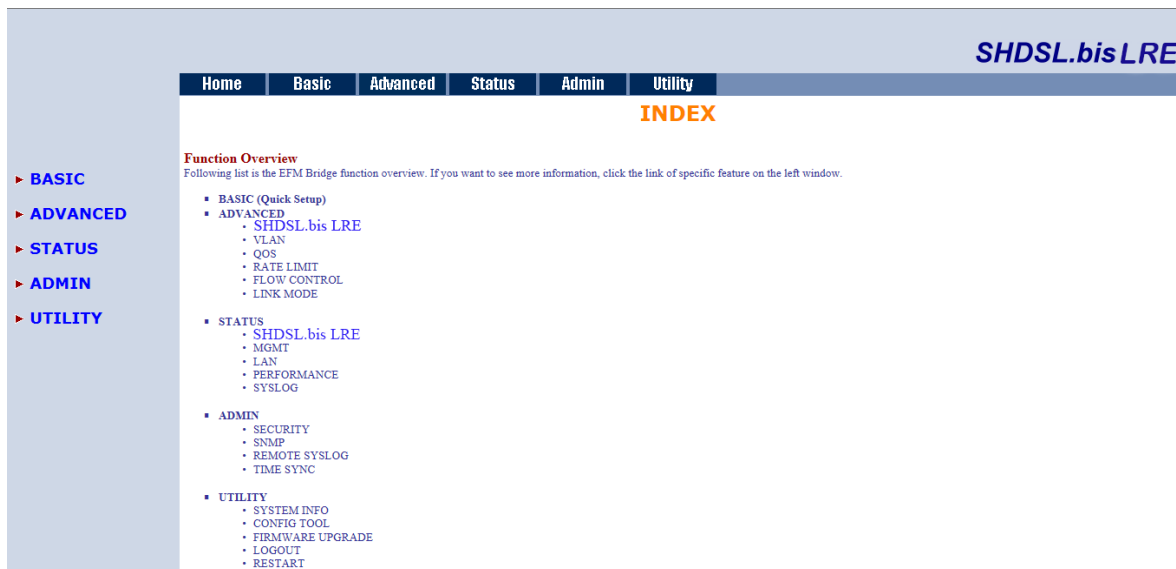 SHDSL.bis LRE
Home Basic Advanced Status Admin Utility
INDEX
BASIC
ADVANCED
STATUS
ADMIN
UTILITY
Function Overview
Following list is the EFM Bridge function overview. If you want to see more information, click the link of specific feature on the left window.
BASIC (Quick Setup)
ADVANCED
SHDSL.bis LRE
VLAN
QOS
RATE LIMIT
FLOW CONTROL
LINK MODE
STATUS
SHDSL.bis LRE
MGMT
LAN
PERFORMANCE
SYSLOG
ADMIN
SECURITY
SNMP
REMOTE SYSLOG
TIME SYNC
UTILITY
SYSTEM INFO
CONFIG TOOL
FIRMWARE UPGRADE
LOGOUT
RESTART